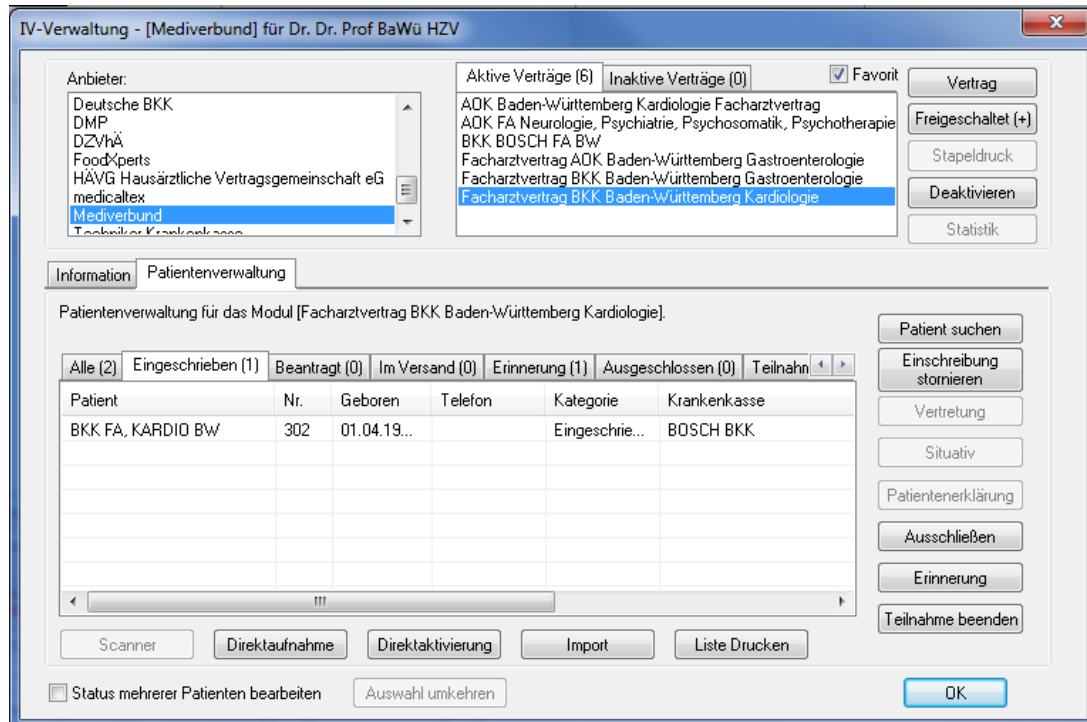 IV-Verwaltung - [Mediverbund] für Dr. Dr. Prof BaWü HZV
x
Anbieter:
Deutsche BKK
DMP
DZVhÄ
FoodXperts
HÄVG Hausärztliche Vertragsgemeinschaft eG
medicaltex
Mediverbund
Techniker Krankenkasse
Aktive Verträge (6)
Inaktive Verträge (0)
Favorit
AOK Baden-Württemberg Kardiologie Facharztvertrag
AOK FA Neurologie, Psychiatrie, Psychosomatik, Psychotherapie
BKK BOSCH FA BW
Facharztvertrag AOK Baden-Württemberg Gastroenterologie
Facharztvertrag BKK Baden-Württemberg Gastroenterologie
Facharztvertrag BKK Baden-Württemberg Kardiologie
Vertrag
Freigeschaltet (+)
Stapeldruck
Deaktivieren
Statistik
Information Patientenverwaltung
Patientenverwaltung für das Modul [Facharztvertrag BKK Baden-Württemberg Kardiologie].
Alle (2) Eingeschrieben (1) Beantragt (0) Im Versand (0) Erinnerung (1) Ausgeschlossen (0) Teilnahn
Patient Nr. Geboren Telefon Kategorie Krankenkasse
BKK FA, KARDIO BW 302 01.04.19... Eingeschrie... BOSCH BKK
Patient suchen
Einschreibung
stornieren
Vertretung
Situativ
Patientenerklärung
Ausschließen
Erinnerung
Teilnahme beenden
Scanner Direktaufnahme Direktaktivierung Import Liste Drucken
Status mehrerer Patienten bearbeiten Auswahl umkehren OK